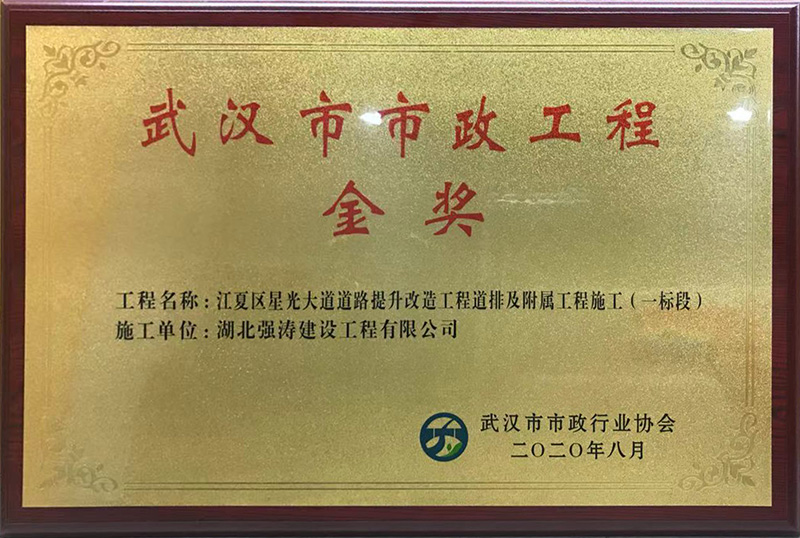 武汉市市政工程
金奖
工程名称：江夏区星光大道道路提升改造工程道排及附属工程施工（一标段）
施工单位：湖北强涛建设工程有限公司
武汉市市政行业协会
二〇二〇年八月